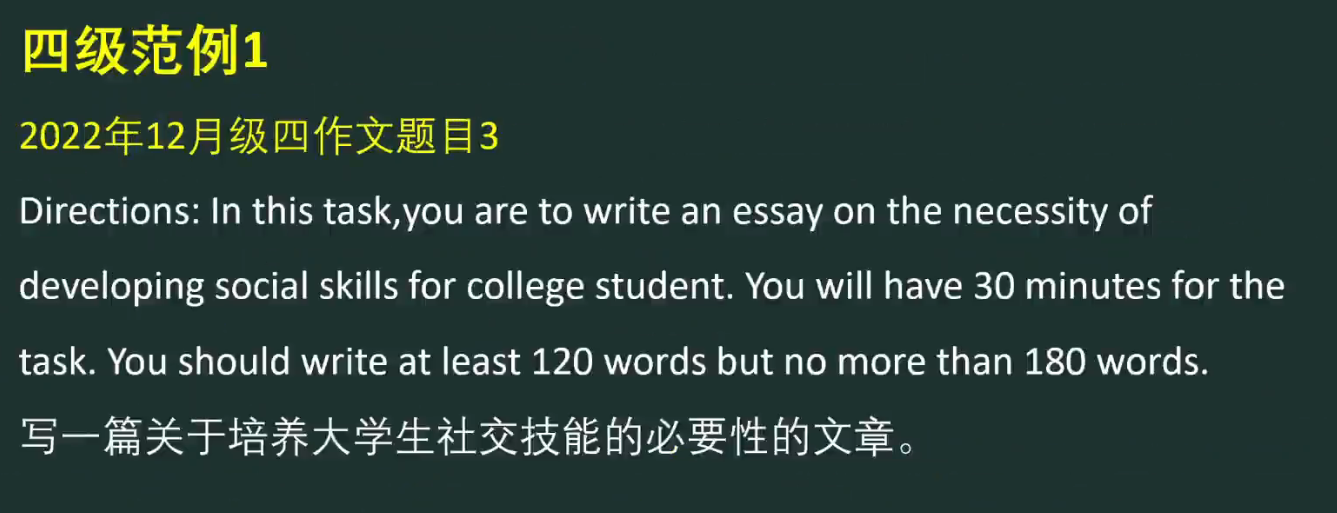 四级范例1
2022年12月级四作文题目3
Directions: In this task,you are to write an essay on the necessity of
developing social skills for college student. You will have 30 minutes for the
task. You should write at least 120 words but no more than 180 words.
写一篇关于培养大学生社交技能的必要性的文章。